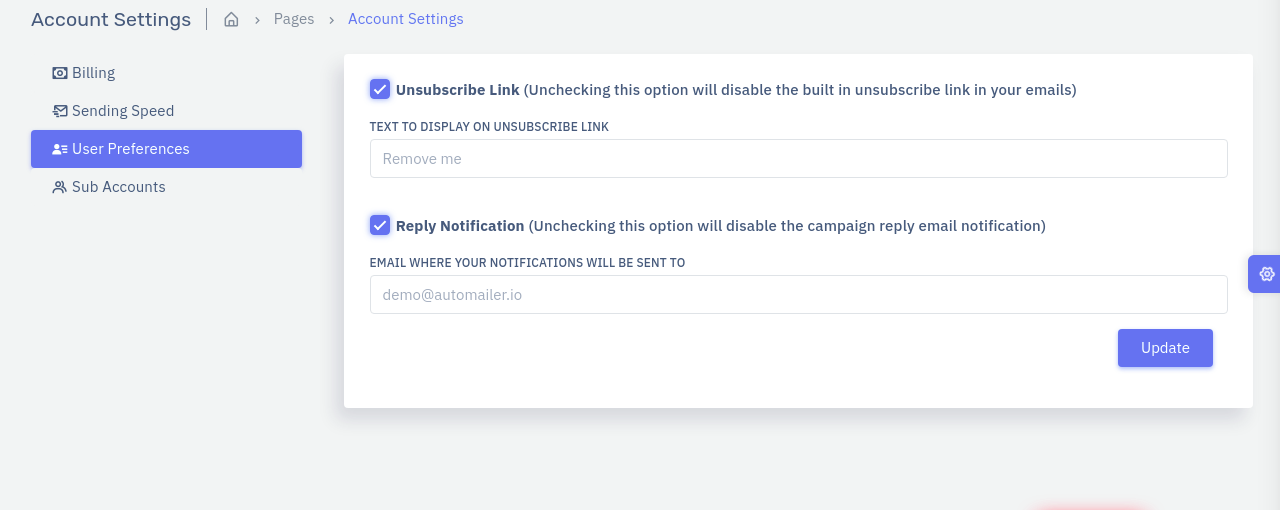 Account Settings
Pages
Account Settings
Billing
Sending Speed
User Preferences
Sub Accounts
Unsubscribe Link (Unchecking this option will disable the built in unsubscribe link in your emails)
TEXT TO DISPLAY ON UNSUBSCRIBE LINK
Remove me
Reply Notification (Unchecking this option will disable the campaign reply email notification)
EMAIL WHERE YOUR NOTIFICATIONS WILL BE SENT TO
demo@automailer.io
Update